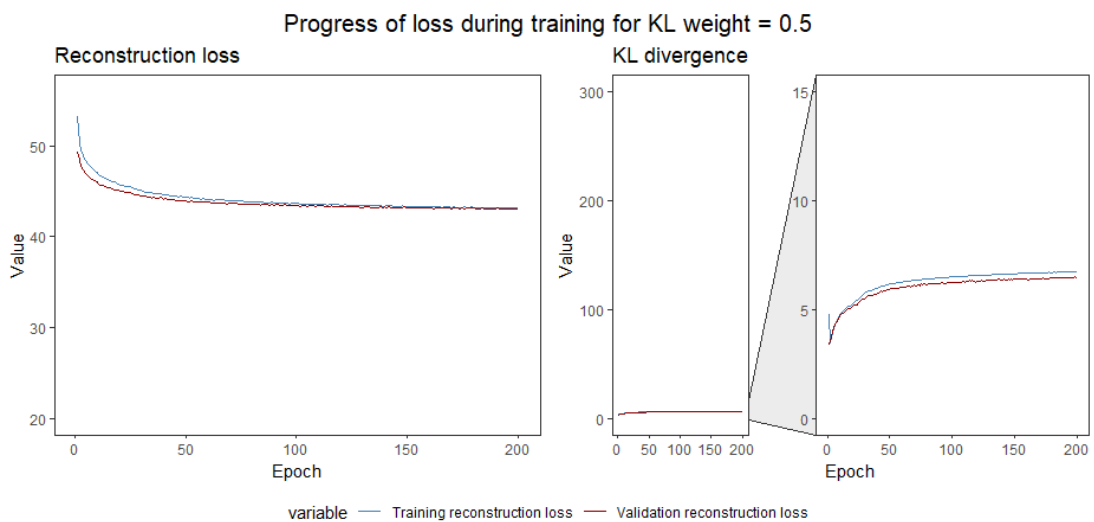 Progress of loss during training for KL weight = 0.5
Reconstruction loss
KL divergence
Value
50
40
30
20
0
50
100
150
200
Epoch
Value
300
200
100
0
0
50
100
150
200
15
10
5
0
0
50
100
150
200
Epoch
variable
Training reconstruction loss
Validation reconstruction loss